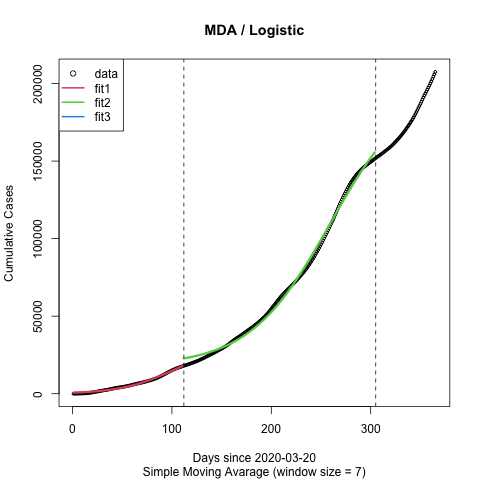 MDA / Logistic
data
fit1
fit2
fit3
Cumulative Cases
0
50000
100000
150000
200000
0
100
200
300
Days since 2020-03-20
Simple Moving Avarage (window size = 7)